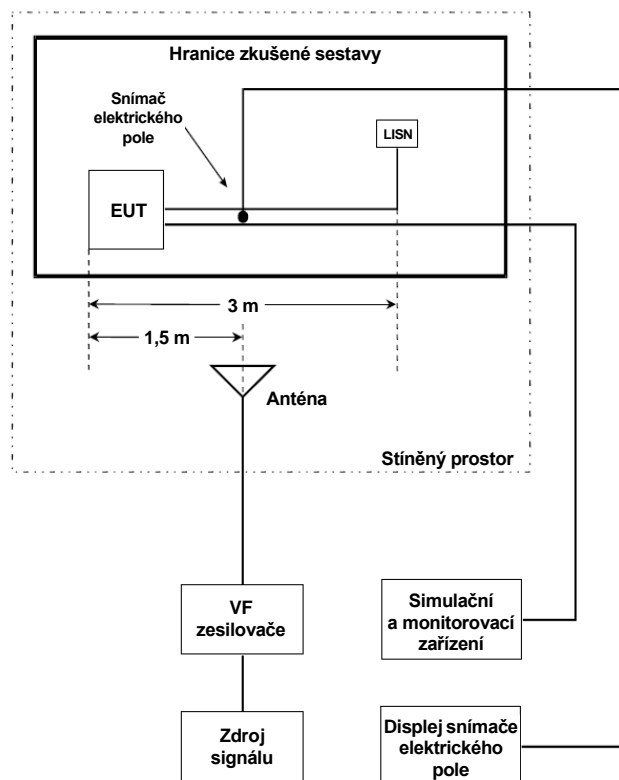 Hranice zkušené sestavy
Snímač
elektrického
pole
LISN
EUT
3 m
1,5 m
Anténa
Stíněný prostor
VF
zesilovače
Simulační
a monitorovací
zařízení
Zdroj
signálu
Displej snímače
elektrického
pole